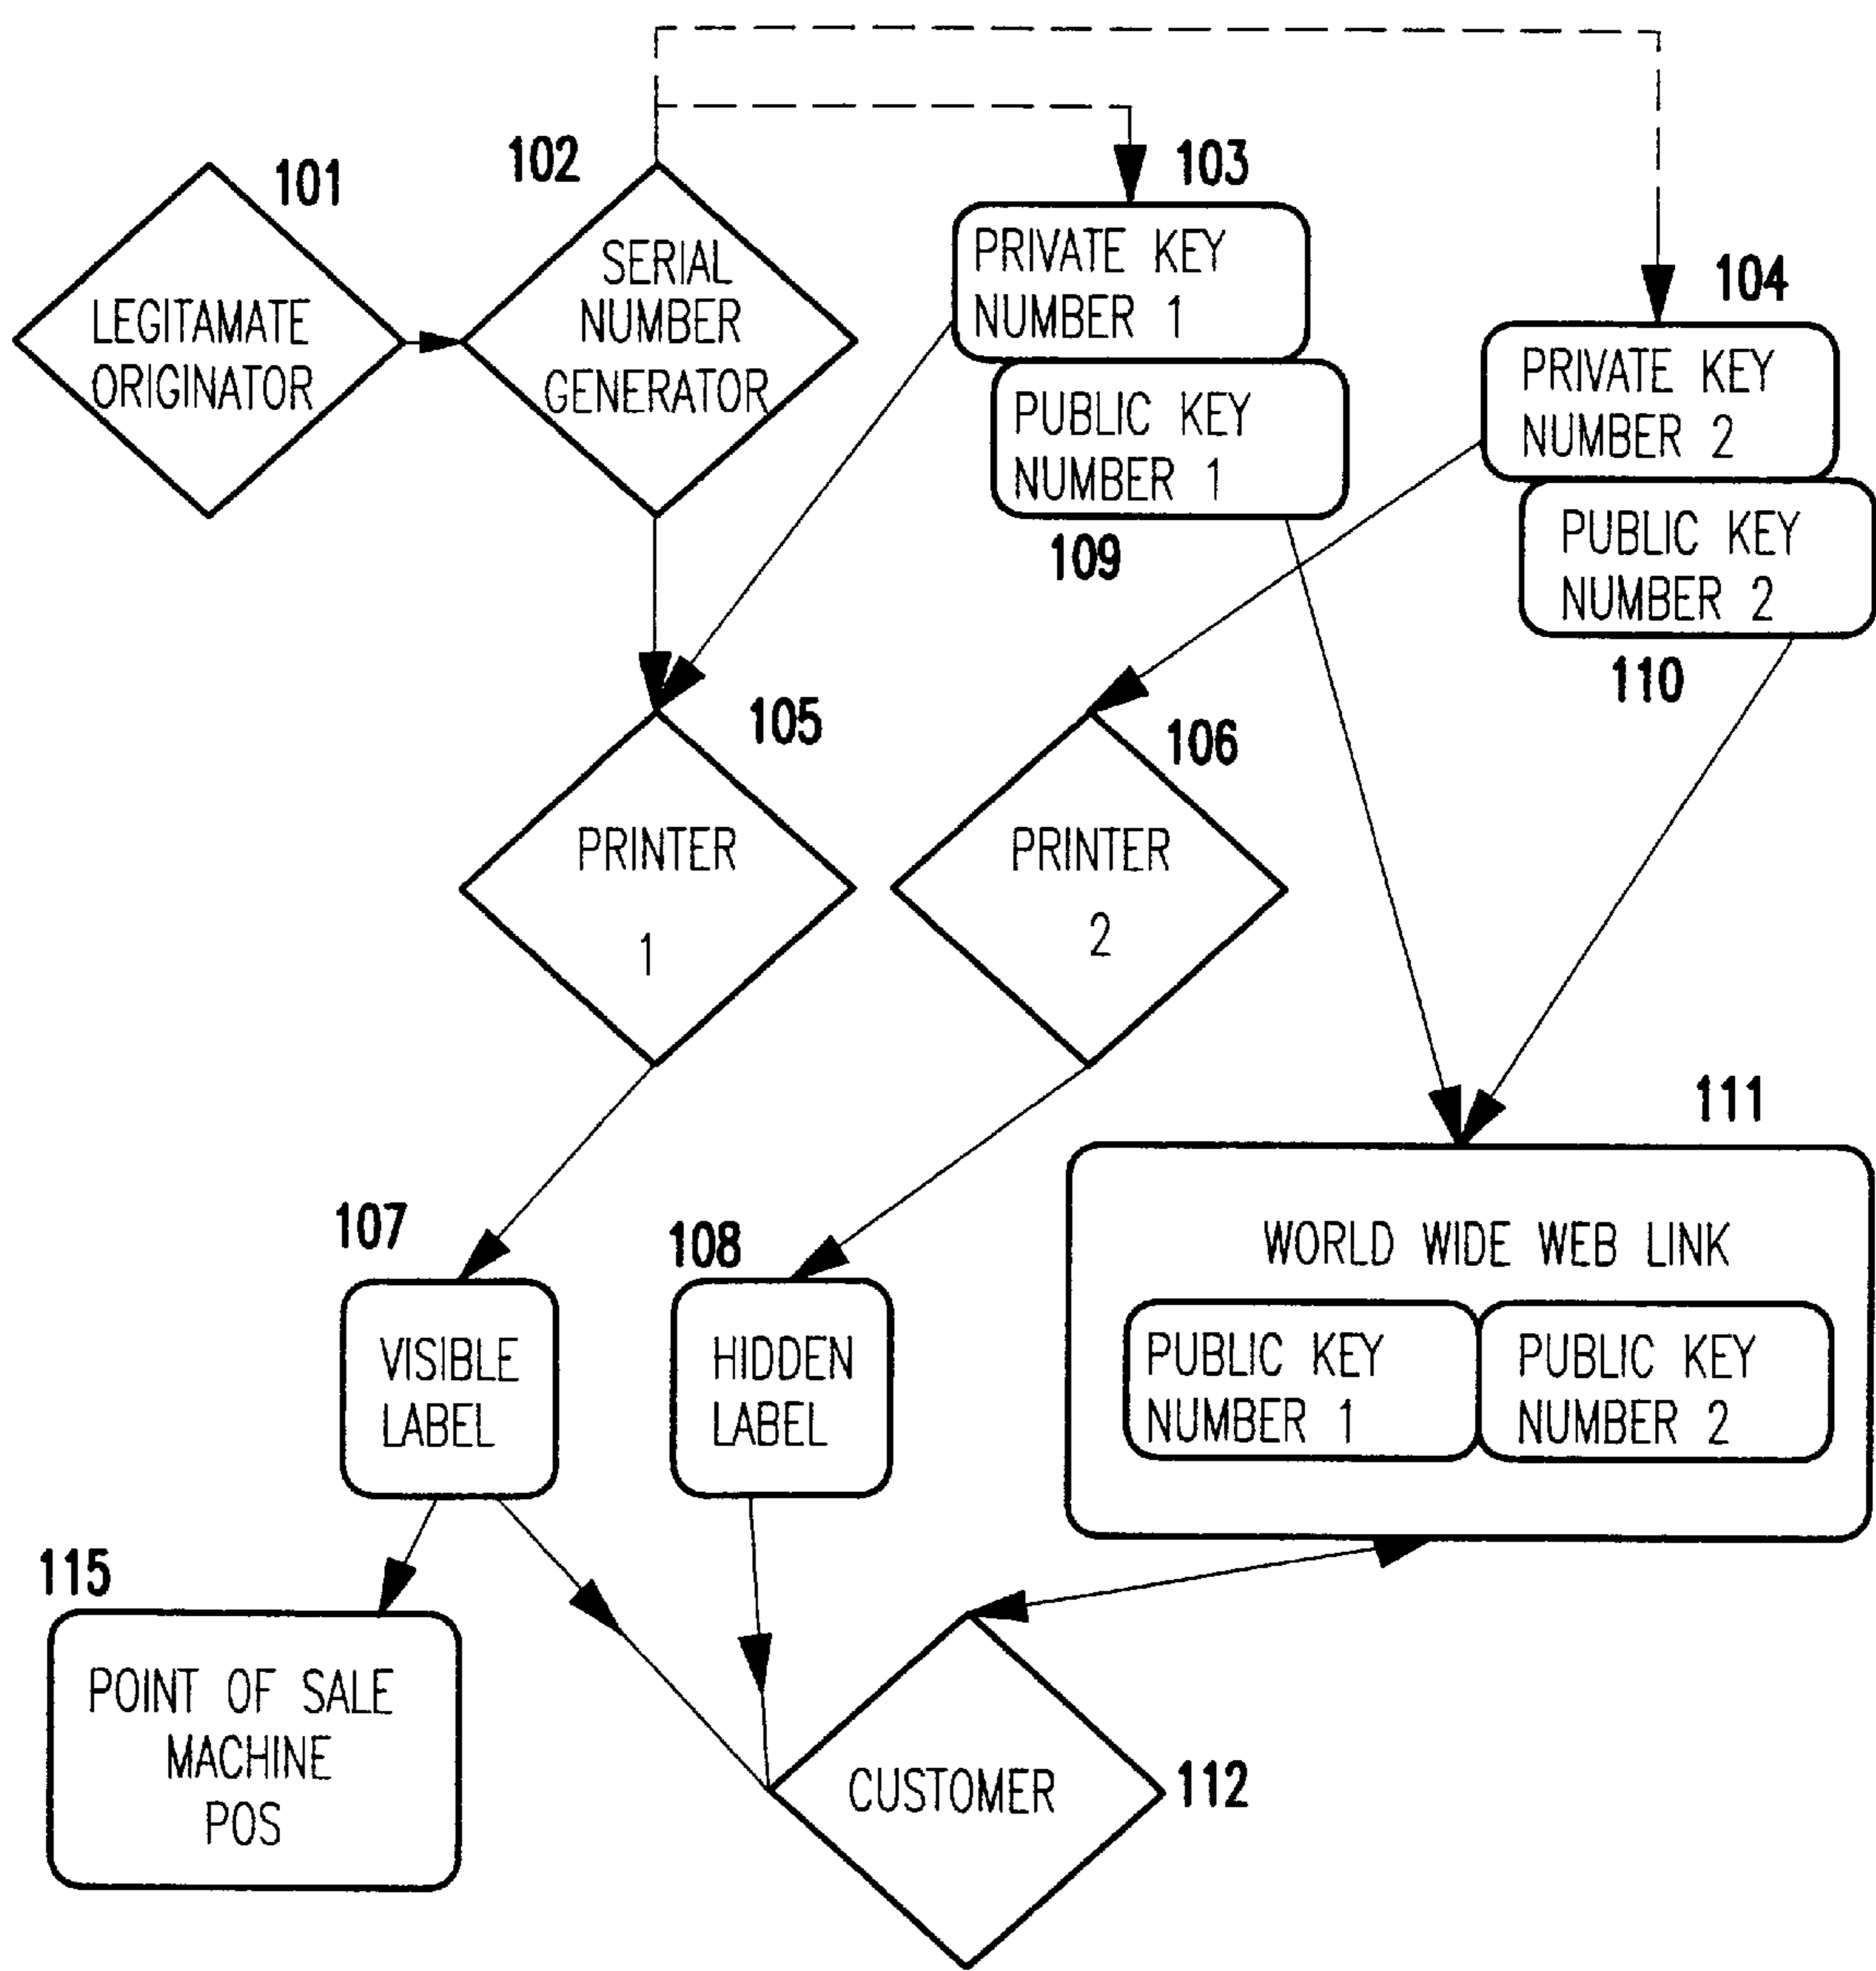 101
LEGITAMATE
ORIGINATOR
102
SERIAL
NUMBER
GENERATOR
103
PRIVATE KEY
NUMBER 1
PUBLIC KEY
NUMBER 1
109
104
PRIVATE KEY
NUMBER 2
PUBLIC KEY
NUMBER 2
110
105
PRINTER
1
106
PRINTER
2
107
VISIBLE
LABEL
108
HIDDEN
LABEL
111
WORLD WIDE WEB LINK
PUBLIC KEY
NUMBER 1
PUBLIC KEY
NUMBER 2
115
POINT OF SALE
MACHINE
POS
CUSTOMER
112